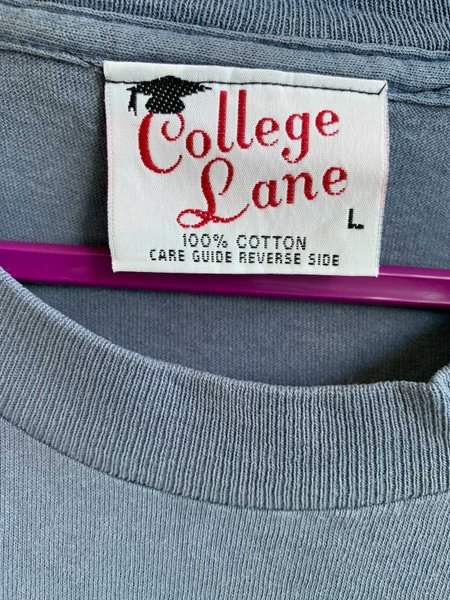 College
Lane
L
100% COTTON
CARE GUIDE REVERSE SIDE